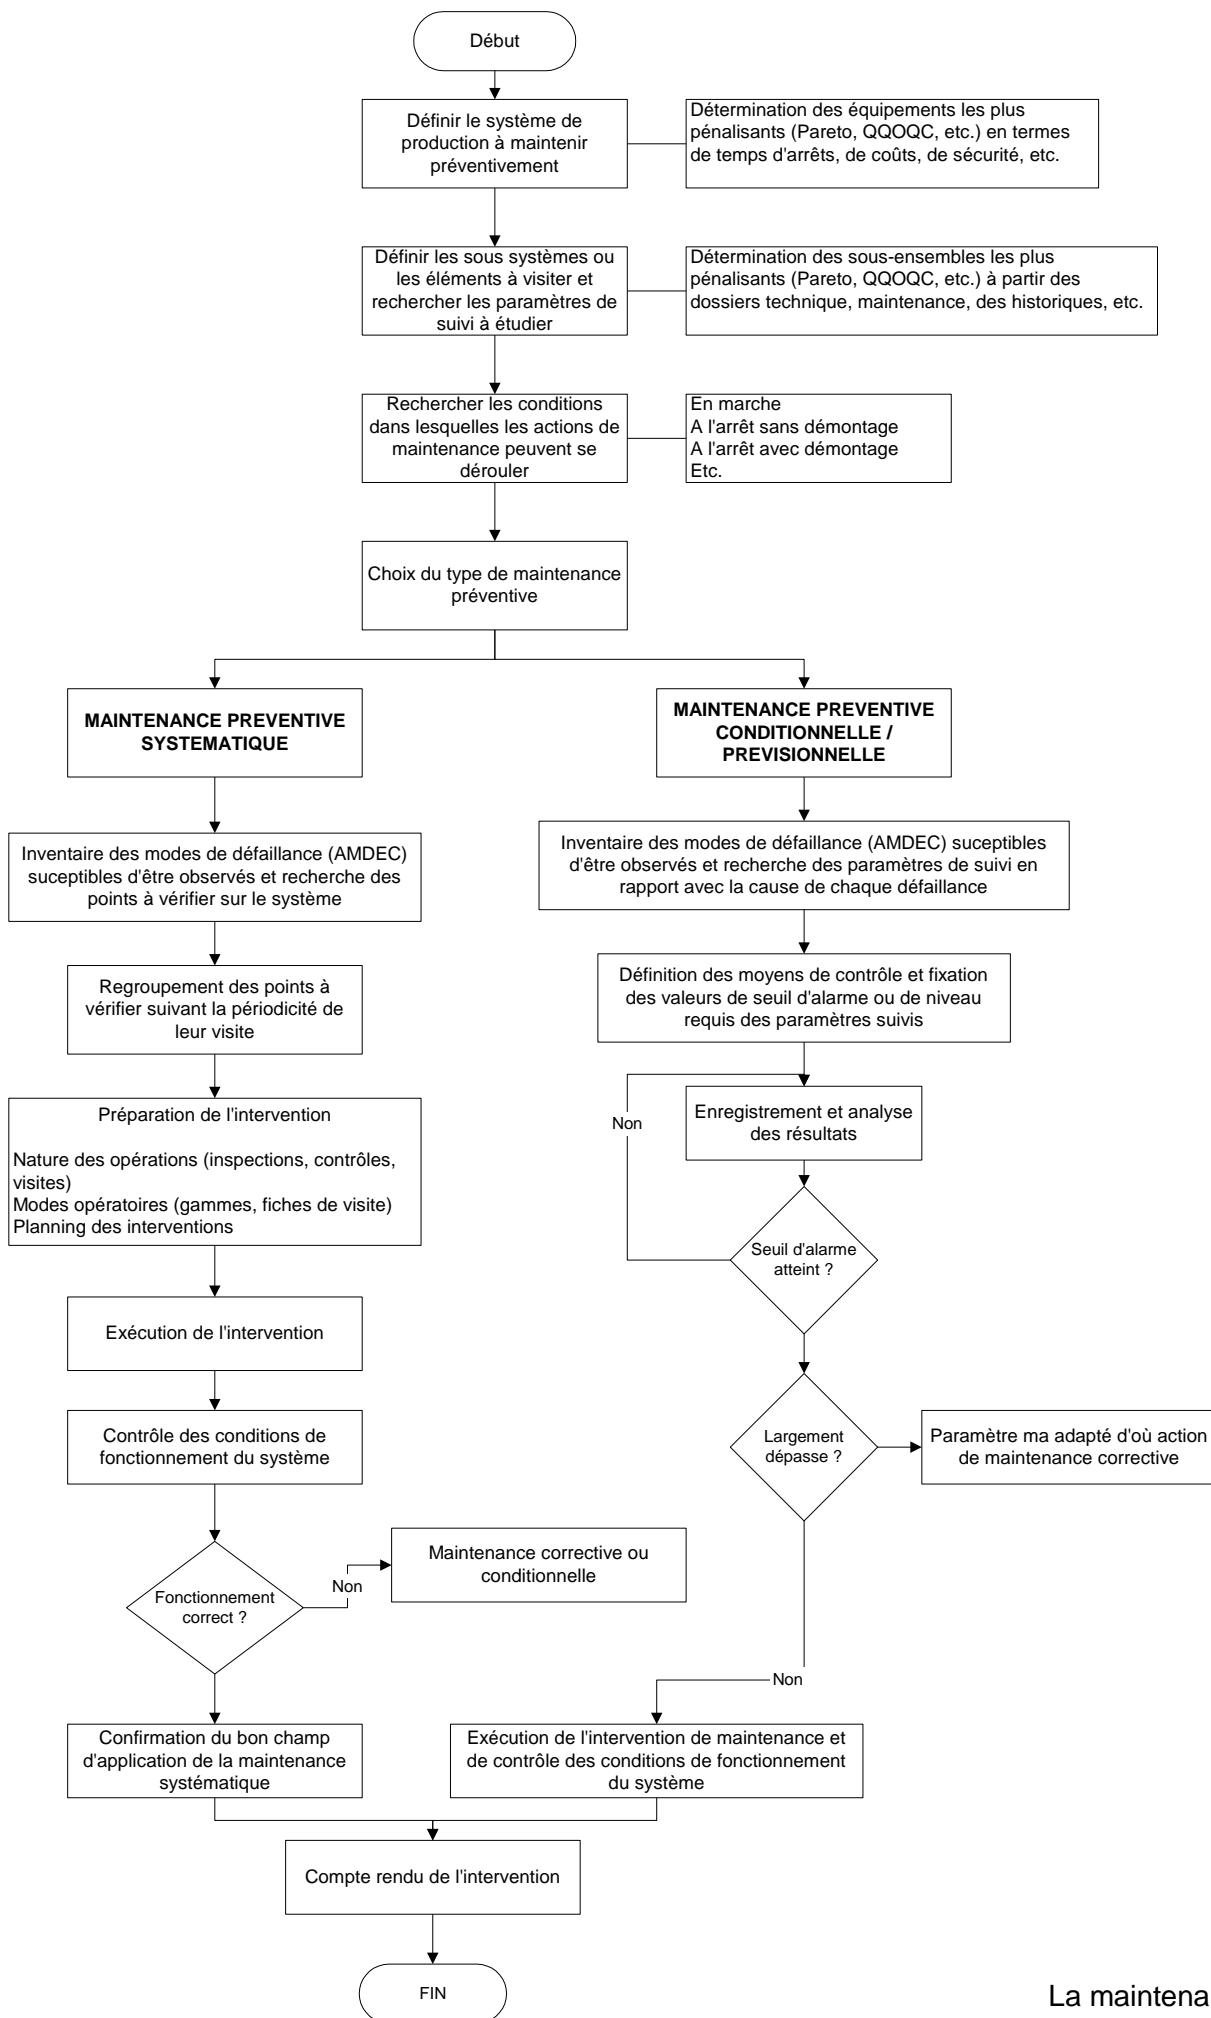 Début
Définir le système de
production à maintenir
préventivement
Détermination des équipements les plus
pénalisants (Pareto, QQOQC, etc.) en termes
de temps d'arrêts, de coûts, de sécurité, etc.
Définir les sous systèmes ou
les éléments à visiter et
rechercher les paramètres de
suivi à étudier
Détermination des sous-ensembles les plus
pénalisants (Pareto, QQOQC, etc.) à partir des
dossiers technique, maintenance, des historiques, etc.
Rechercher les conditions
dans lesquelles les actions de
maintenance peuvent se
dérouler
En marche
A l'arrêt sans démontage
A l'arrêt avec démontage
Etc.
Choix du type de maintenance
préventive
MAINTENANCE PREVENTIVE
SYSTEMATIQUE
MAINTENANCE PREVENTIVE
CONDITIONNELLE /
PREVISIONNELLE
Inventaire des modes de défaillance (AMDEC)
suceptibles d'être observés et recherche des
points à vérifier sur le système
Inventaire des modes de défaillance (AMDEC) suceptibles
d'être observés et recherche des paramètres de suivi en
rapport avec la cause de chaque défaillance
Regroupement des points à
vérifier suivant la périodicité de
leur visite
Définition des moyens de contrôle et fixation
des valeurs de seuil d'alarme ou de niveau
requis des paramètres suivis
Préparation de l'intervention
Nature des opérations (inspections, contrôles,
visites)
Modes opératoires (gammes, fiches de visite)
Planning des interventions
Non
Enregistrement et analyse
des résultats
Seuil d'alarme
atteint ?
Exécution de l'intervention
Contrôle des conditions de
fonctionnement du système
Largement
dépasse ?
Paramètre ma adapté d'où action
de maintenance corrective
Fonctionnement
correct ?
Non
Maintenance corrective ou
conditionnelle
Non
Confirmation du bon champ
d'application de la maintenance
systématique
Exécution de l'intervention de maintenance et
de contrôle des conditions de fonctionnement
du système
Compte rendu de l'intervention
FIN
La maintena